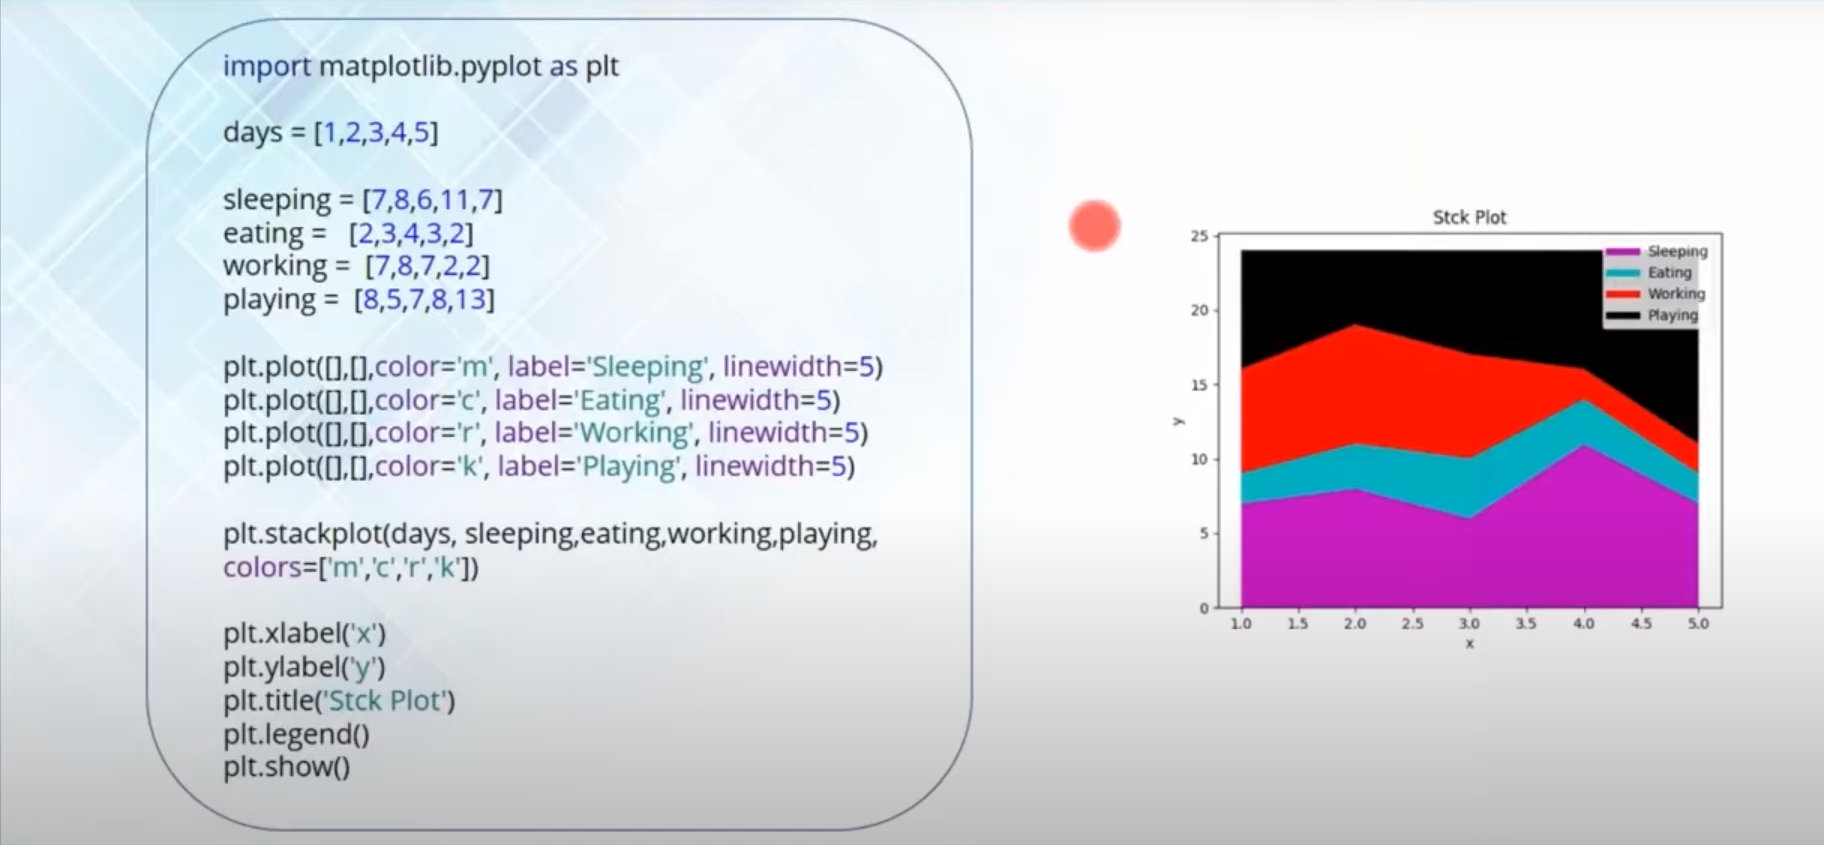 import matplotlib.pyplot as plt
days = [1,2,3,4,5]
sleeping = [7,8,6,11,7]
eating =   [2,3,4,3,2]
working =  [7,8,7,2,2]
playing =  [8,5,7,8,13]
plt.plot([],[],color='m', label='Sleeping', linewidth=5)
plt.plot([],[],color='c', label='Eating', linewidth=5)
plt.plot([],[],color='r', label='Working', linewidth=5)
plt.plot([],[],color='k', label='Playing', linewidth=5)
plt.stackplot(days, sleeping,eating,working,playing,
colors=['m','c','r','k'])
plt.xlabel('x')
plt.ylabel('y')
plt.title('Stck Plot')
plt.legend()
plt.show()
Stck Plot
25
20
15
10
5
0
y
Sleeping
Eating
Working
Playing
1.0 1.5 2.0 2.5 3.0 3.5 4.0 4.5 5.0
x